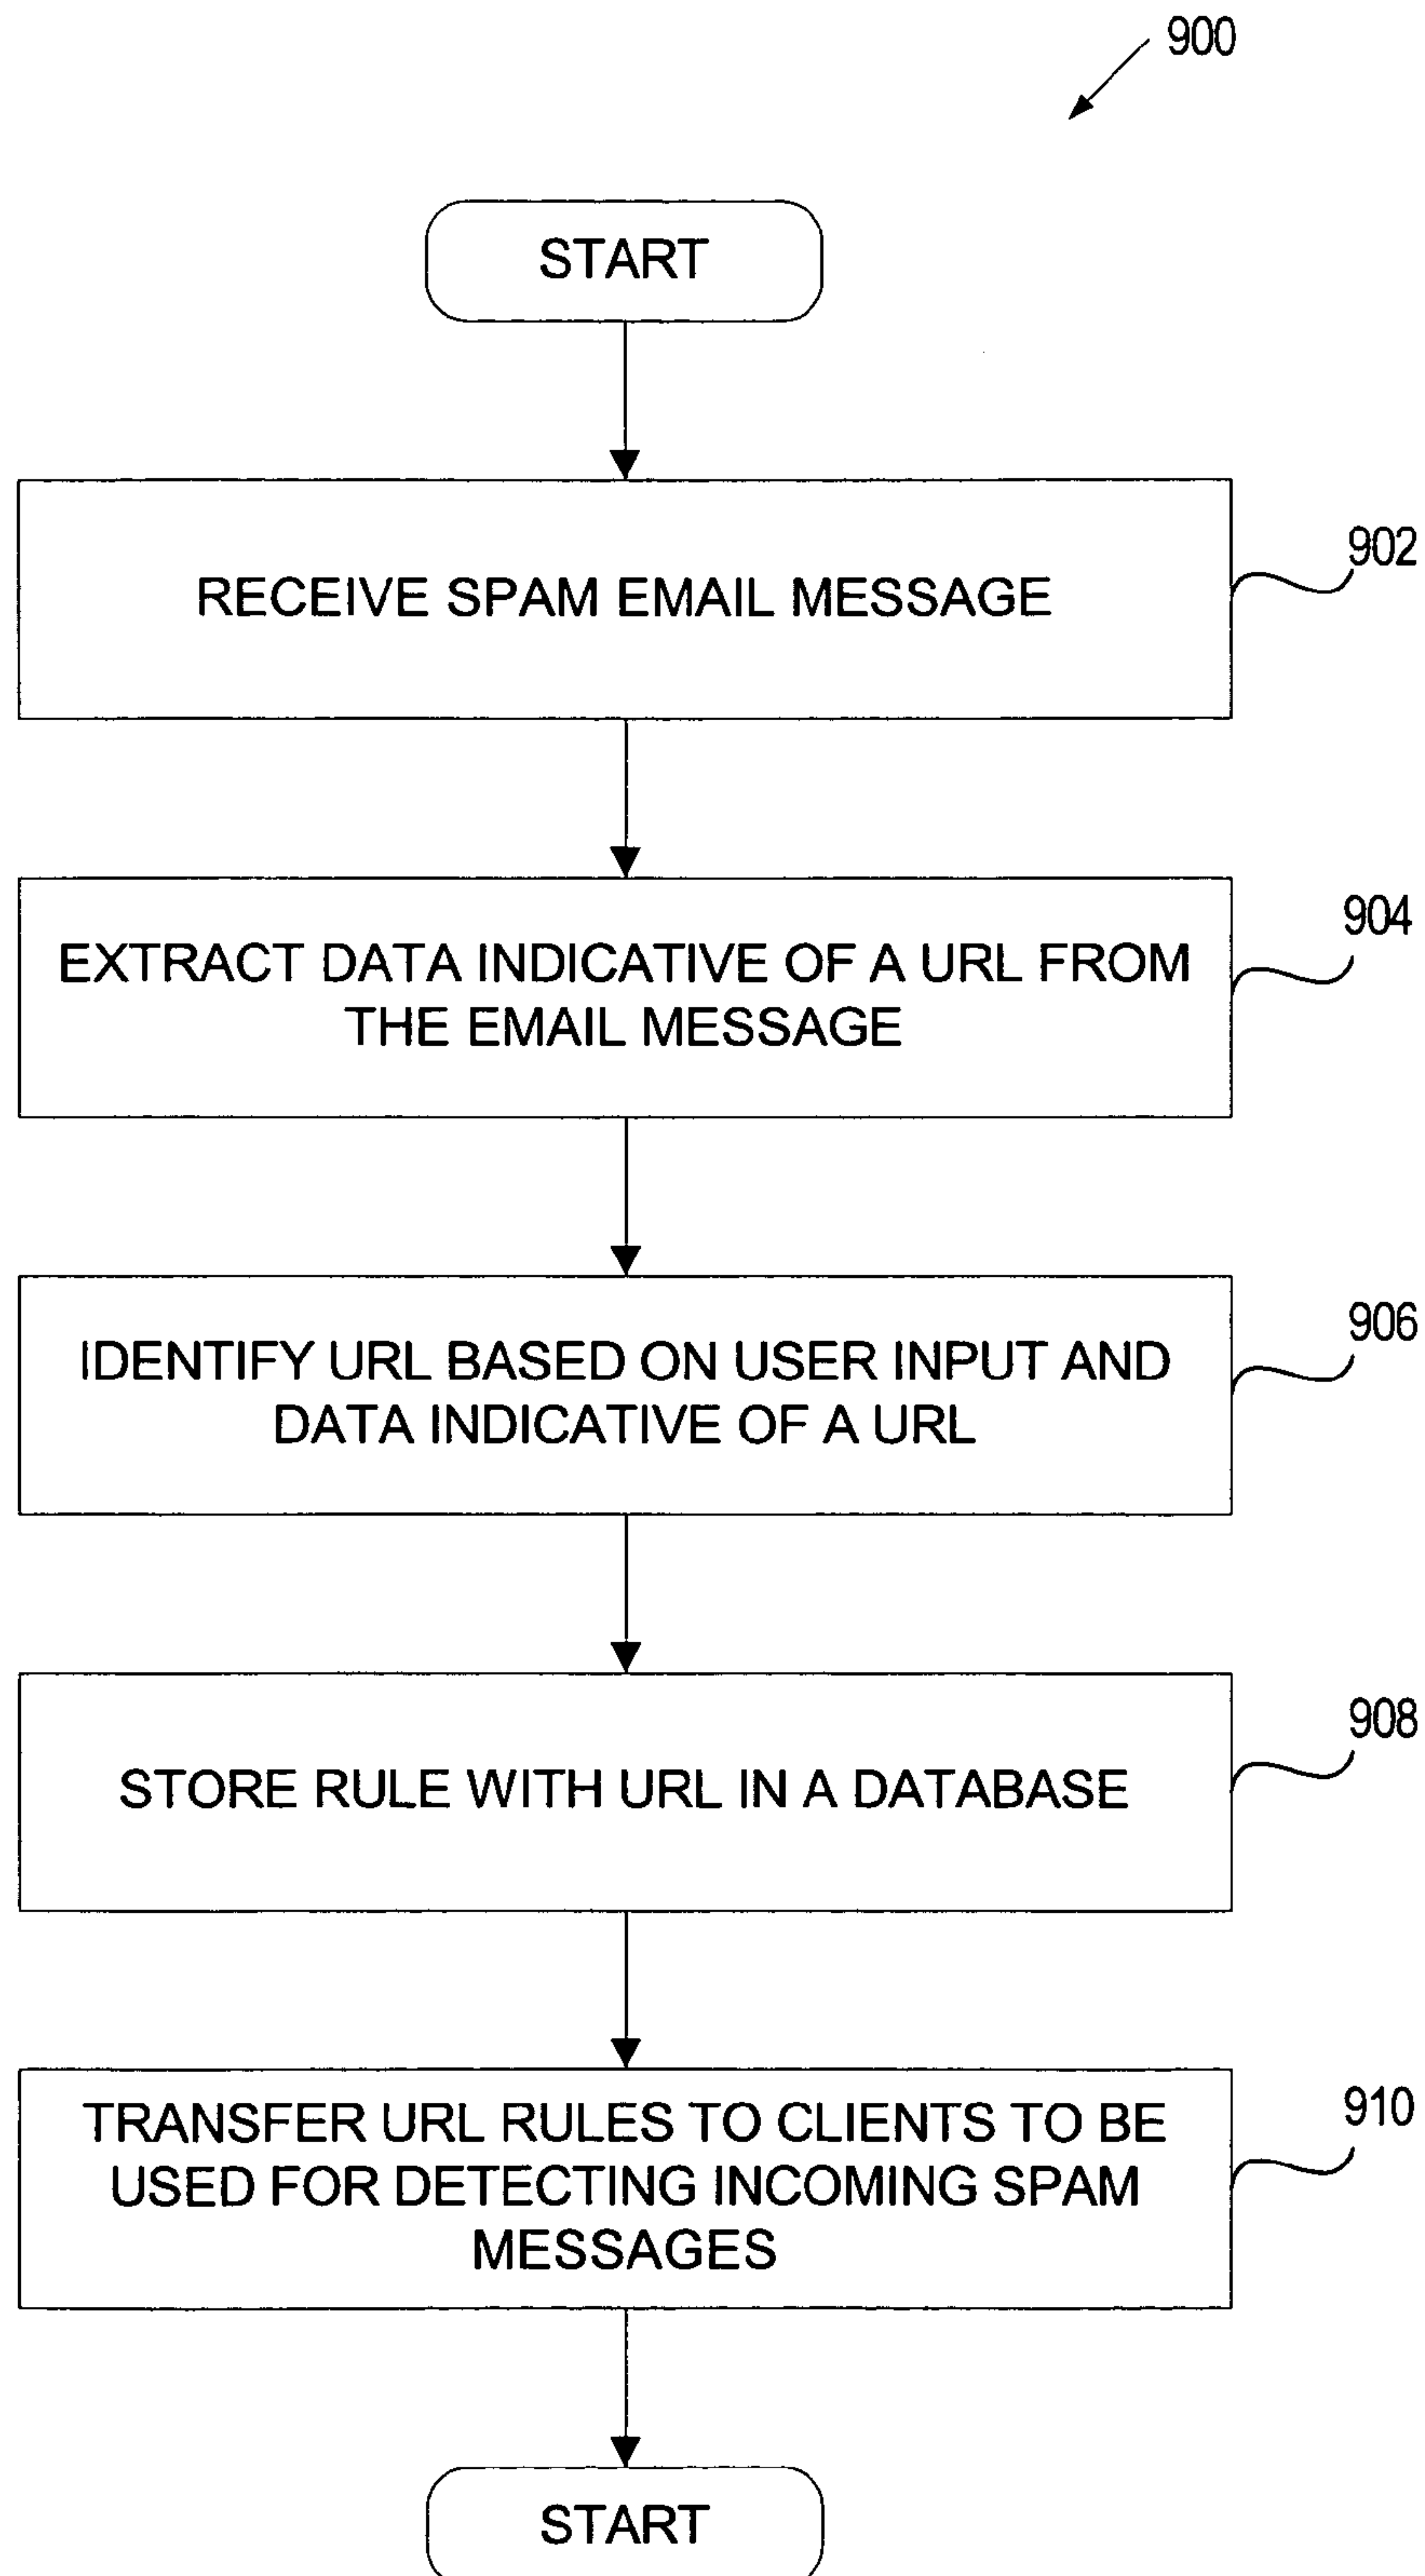 900
START
RECEIVE SPAM EMAIL MESSAGE
902
EXTRACT DATA INDICATIVE OF A URL FROM
THE EMAIL MESSAGE
904
IDENTIFY URL BASED ON USER INPUT AND
DATA INDICATIVE OF A URL
906
STORE RULE WITH URL IN A DATABASE
908
TRANSFER URL RULES TO CLIENTS TO BE
USED FOR DETECTING INCOMING SPAM
MESSAGES
910
START